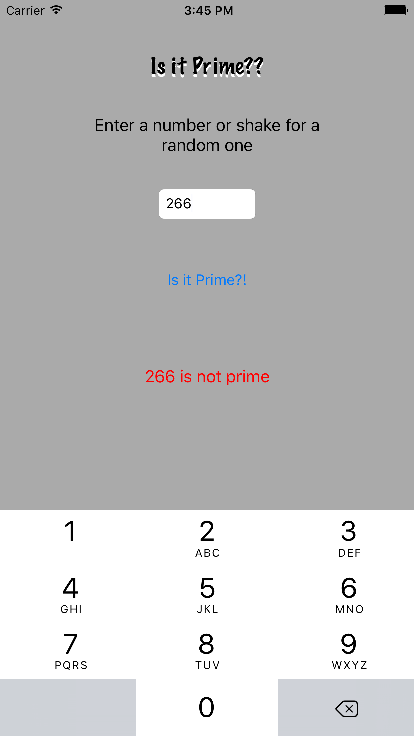 Carrier 3:45 PM
Is it Prime??
Enter a number or shake for a
random one
266
Is it Prime?!
266 is not prime
1 2 3
ABC DEF
4 5 6
GHI JKL MNO
7 8 9
PQRS TUV WXYZ
0